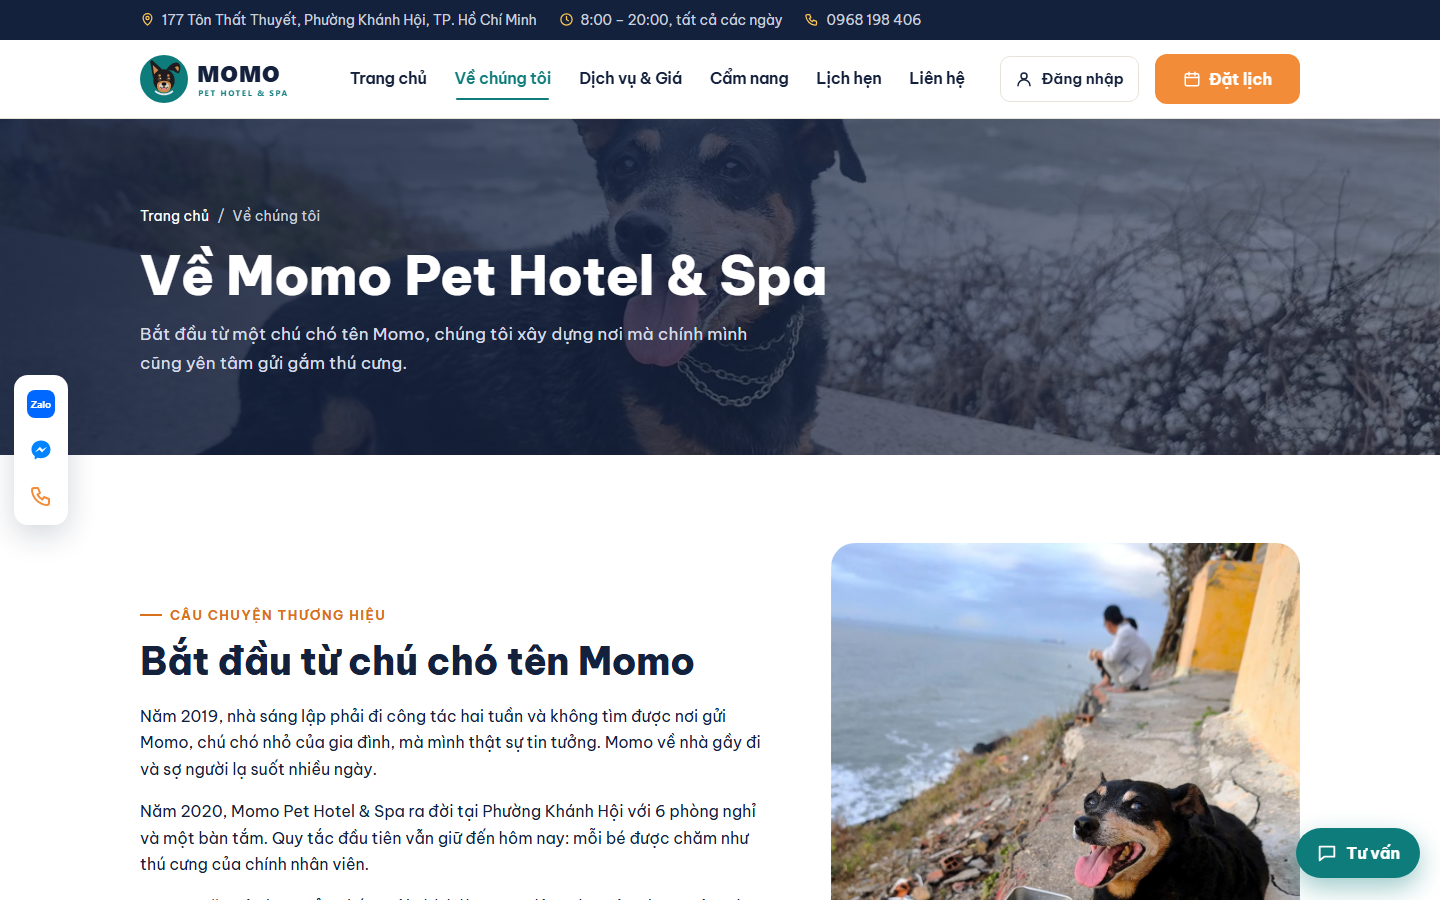 177 Tôn Thất Thuyết, Phường Khánh Hội, TP. Hồ Chí Minh
8:00 – 20:00, tất cả các ngày
0968 198 406
MOMO
PET HOTEL & SPA
Trang chủ
Về chúng tôi
Dịch vụ & Giá
Cẩm nang
Lịch hẹn
Liên hệ
Đăng nhập
Đặt lịch
Trang chủ / Về chúng tôi
Về Momo Pet Hotel & Spa
Bắt đầu từ một chú chó tên Momo, chúng tôi xây dựng nơi mà chính mình
cũng yên tâm gửi gắm thú cưng.
Zalo
CÂU CHUYỆN THƯƠNG HIỆU
Bắt đầu từ chú chó tên Momo
Năm 2019, nhà sáng lập phải đi công tác hai tuần và không tìm được nơi gửi
Momo, chú chó nhỏ của gia đình, mà mình thật sự tin tưởng. Momo về nhà gầy đi
và sợ người lạ suốt nhiều ngày.
Năm 2020, Momo Pet Hotel & Spa ra đời tại Phường Khánh Hội với 6 phòng nghỉ
và một bàn tắm. Quy tắc đầu tiên vẫn giữ đến hôm nay: mỗi bé được chăm như
thú cưng của chính nhân viên.
Tư vấn